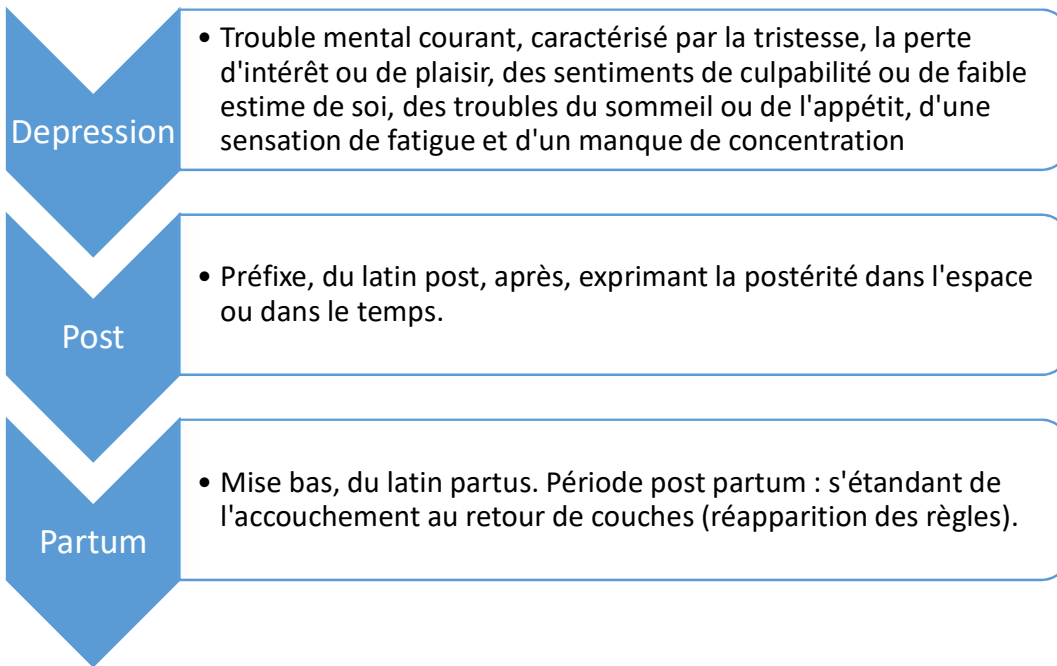 Depression
• Trouble mental courant, caractérisé par la tristesse, la perte
d'intérêt ou de plaisir, des sentiments de culpabilité ou de faible
estime de soi, des troubles du sommeil ou de l'appétit, d'une
sensation de fatigue et d'un manque de concentration
Post
• Préfixe, du latin post, après, exprimant la postérité dans l'espace
ou dans le temps.
Partum
• Mise bas, du latin partus. Période post partum : s'étandant de
l'accouchement au retour de couches (réapparition des règles).